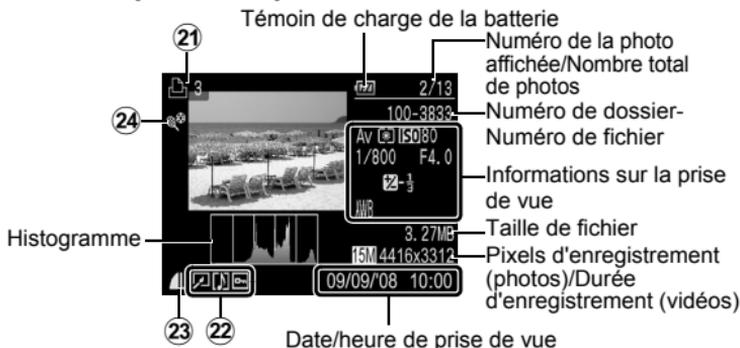 Témoin de charge de la batterie
Numéro de la photo
affichée/Nombre total
de photos
21
3
2/13
100-3833
Numéro de dossier-
Numéro de fichier
24
Av ISO 80
1/800 F4.0
-1/3
AWB
Informations sur la prise
de vue
Histogramme
3.27MB
Taille de fichier
15M 4416x3312
Pixels d'enregistrement
(photos)/Durée
d'enregistrement (vidéos)
09/09/'08 10:00
23
22
Date/heure de prise de vue